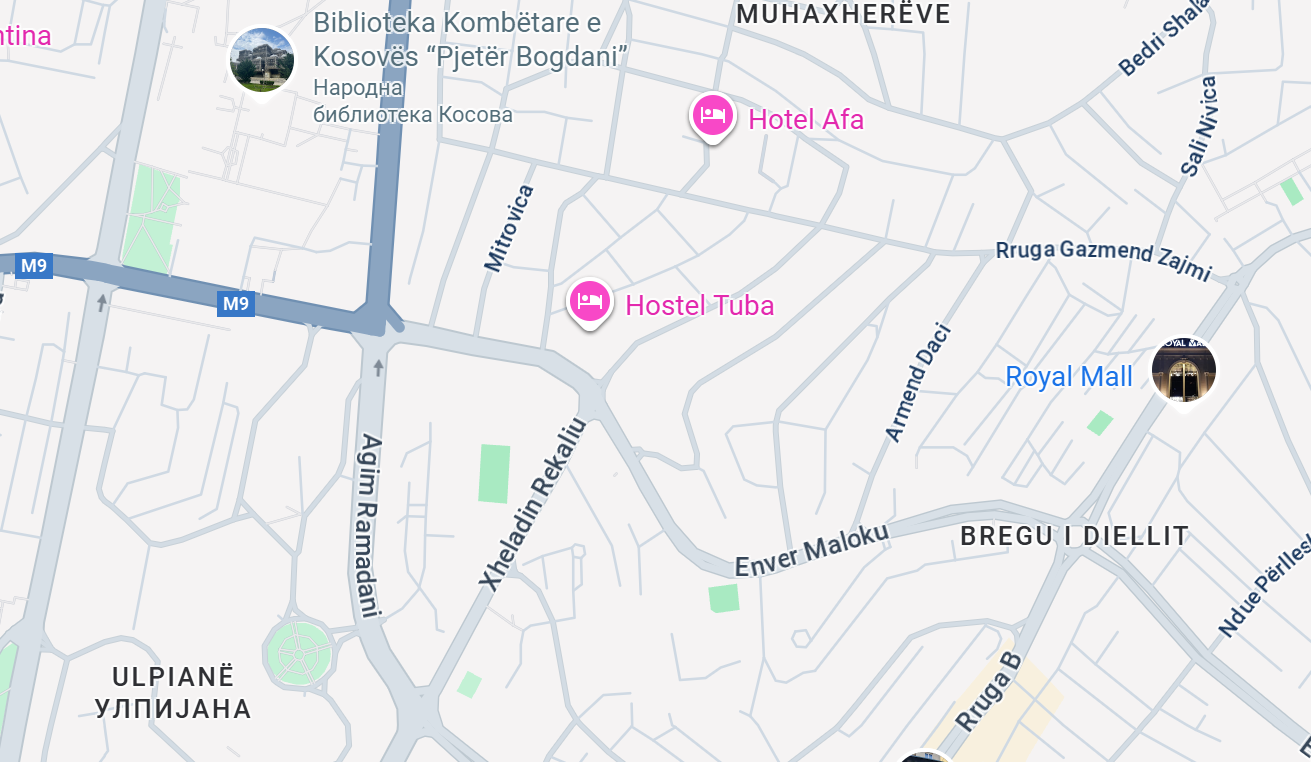 MUHAXHERËVE
Biblioteka Kombëtare e
Kosovës “Pjetër Bogdani”
Народна
библиотека Косова
ntina
Bedri Shala
Hotel Afa
Sali Nivica
Mitrovica
Rruga Gazmend Zajmi
M9
M9
Hostel Tuba
Armend Daci
Royal Mall
Agim Ramadani
Xheladin Rekaliu
Enver Maloku
BREGU I DIELLIT
Ndue Përlles
ULPIANË
УЛПИЈАНА
Rruga B